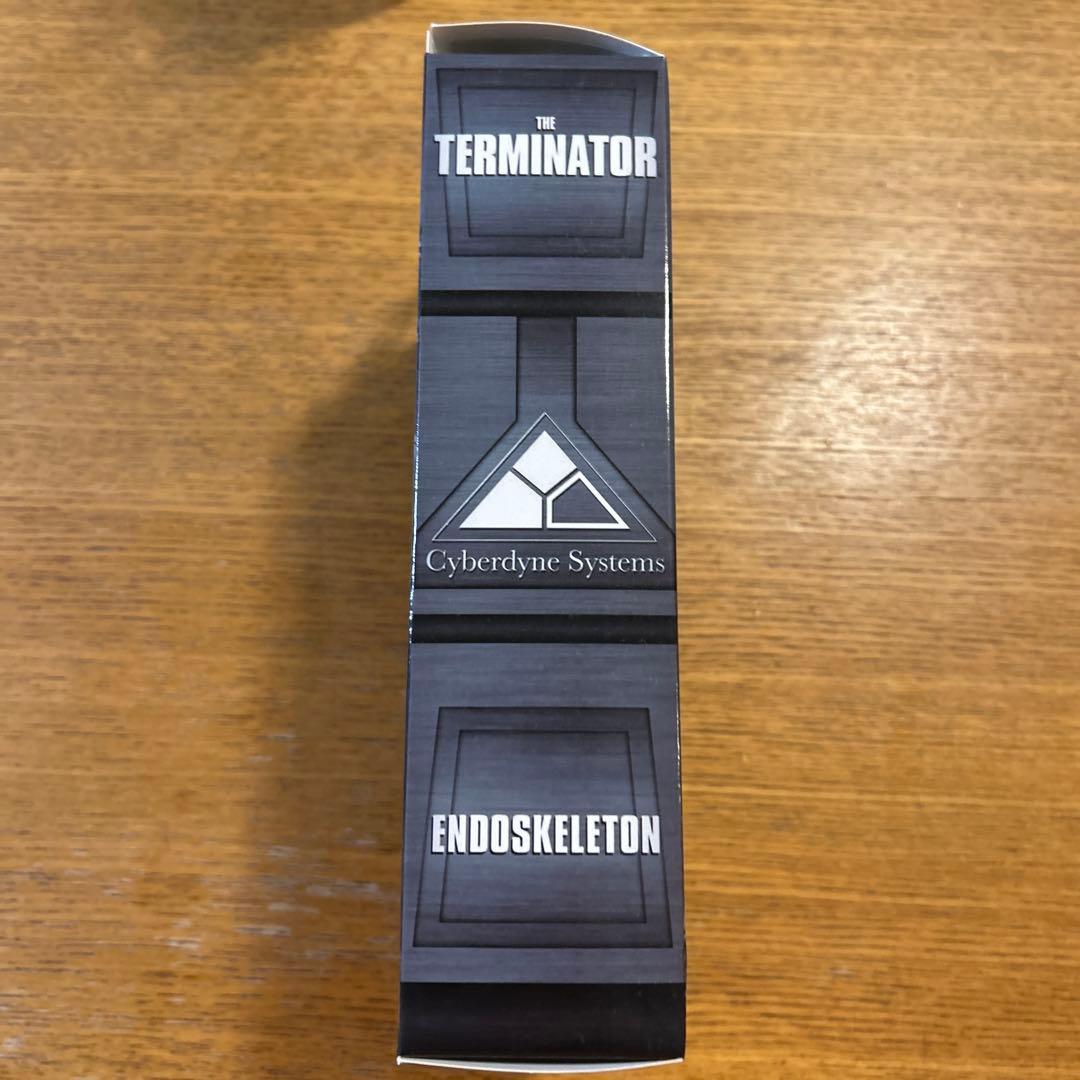 THE
TERMINATOR
Cyberdyne Systems
ENDOSKELETON